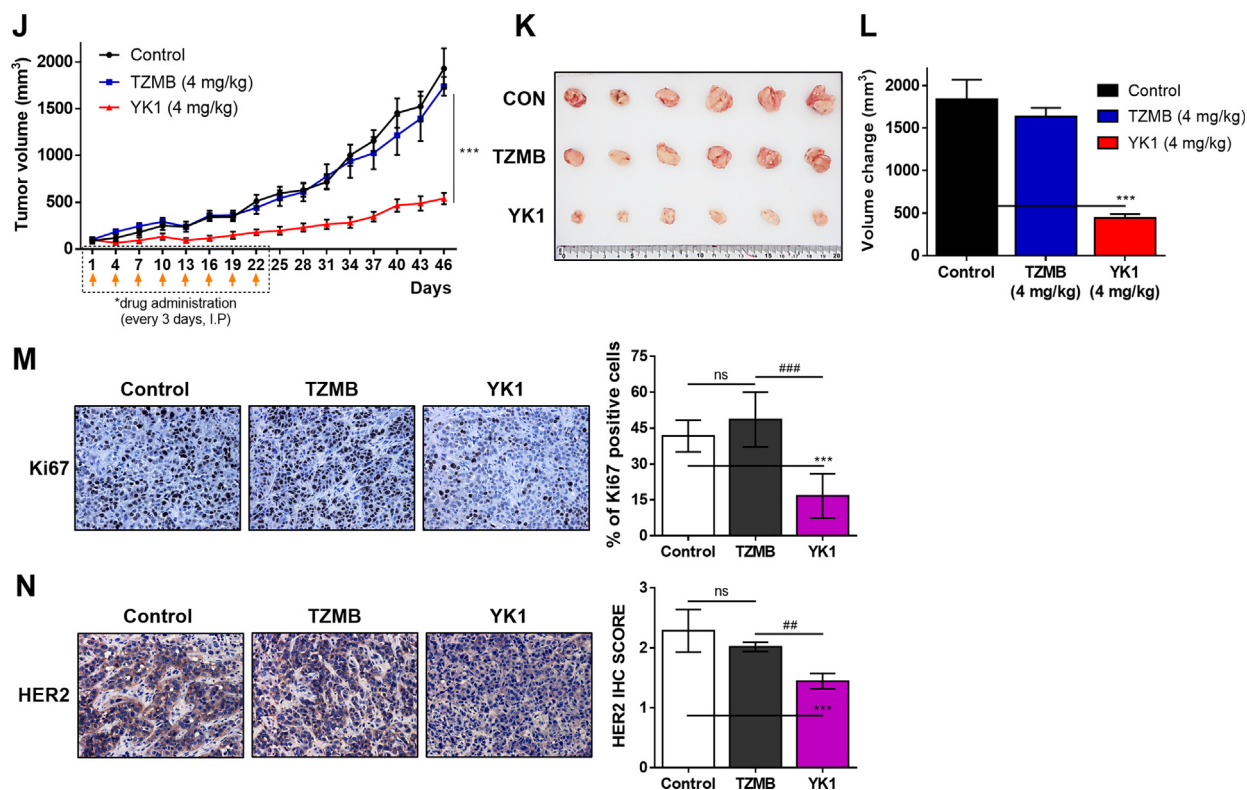 J
Tumor volume (mm³)
2000
1500
1000
500
0
Control
TZMB (4 mg/kg)
YK1 (4 mg/kg)
***
1 4 7 10 13 16 19 22 25 28 31 34 37 40 43 46
Days
*drug administration
(every 3 days, I.P)
K
CON
TZMB
YK1
L
Volume change (mm³)
2000
1500
1000
500
0
Control
TZMB (4 mg/kg)
YK1 (4 mg/kg)
***
Control TZMB YK1
(4 mg/kg) (4 mg/kg)
M
Control TZMB YK1
Ki67
% of Ki67 positive cells
75
60
45
30
15
0
ns ###
***
Control TZMB YK1
N
Control TZMB YK1
HER2
HER2 IHC SCORE
3
2
1
0
ns ##
***
Control TZMB YK1